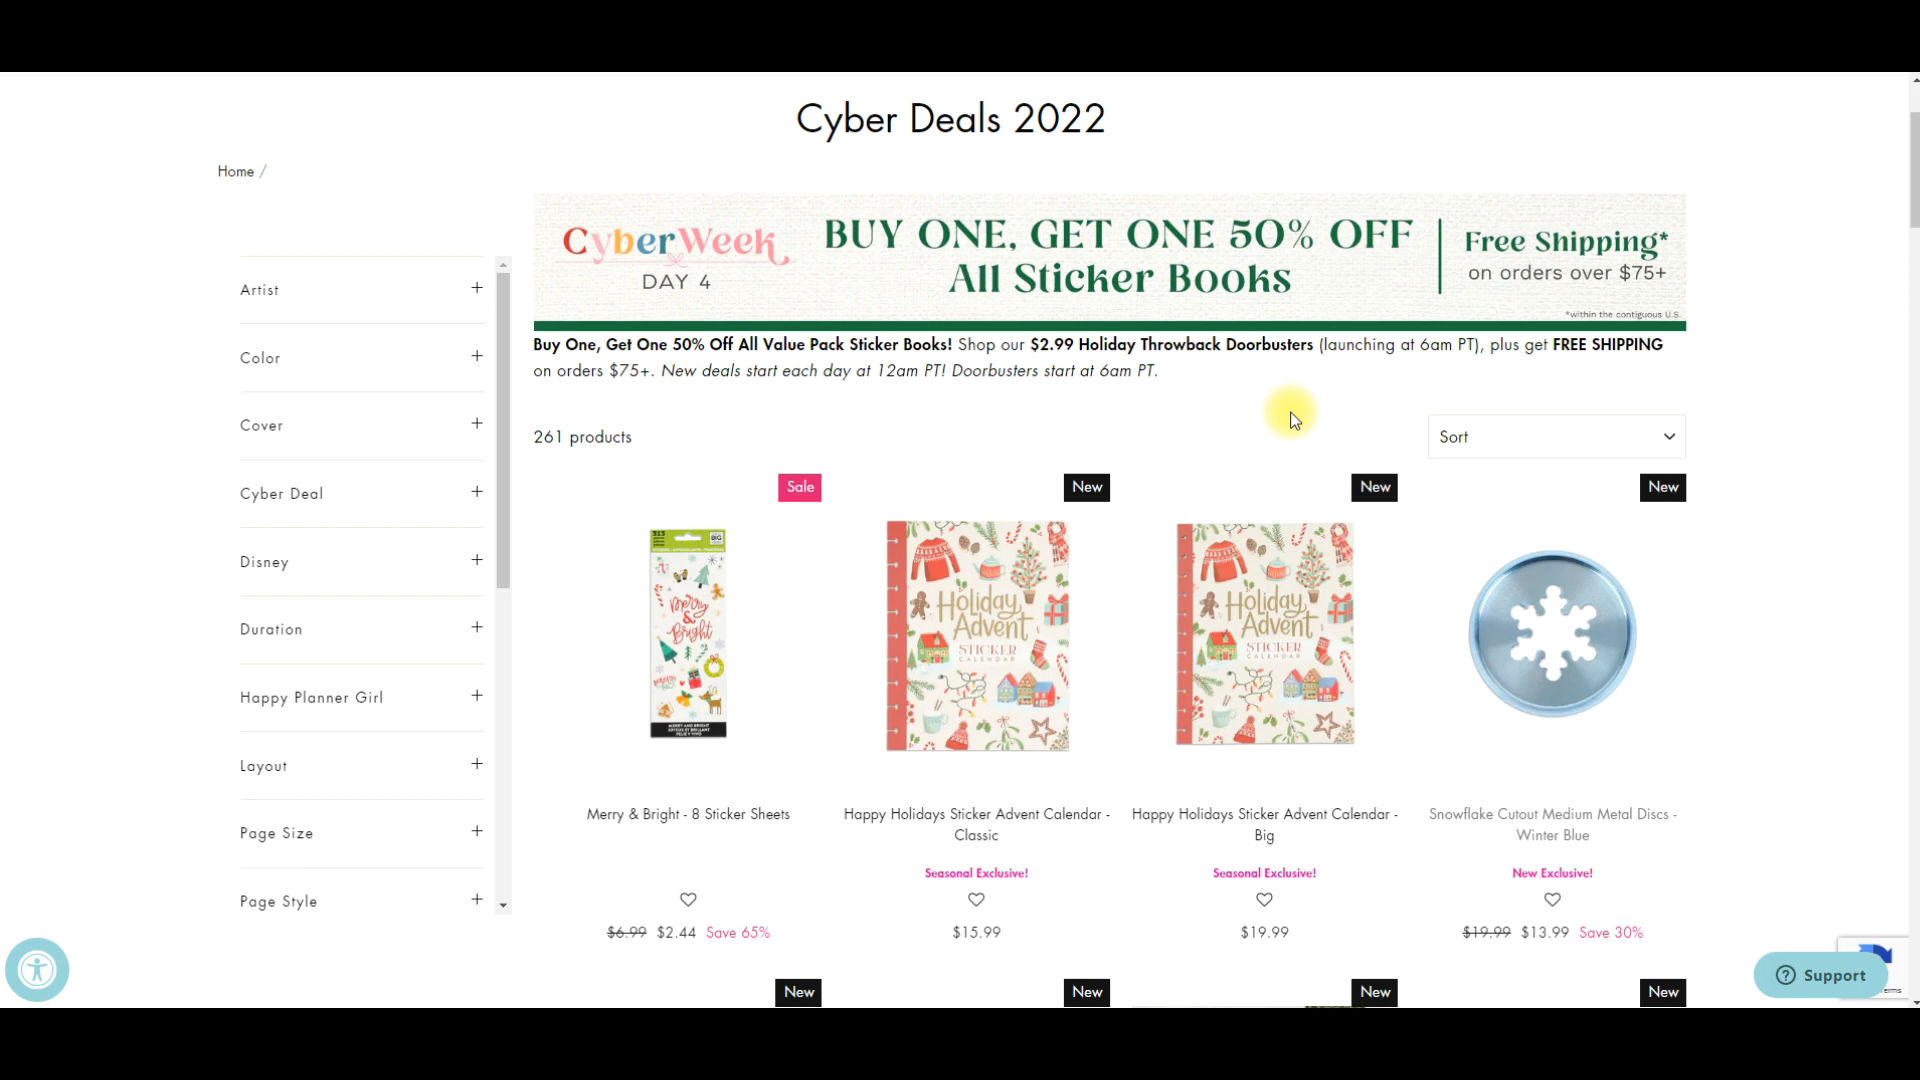 Cyber Deals 2022
Home /
CyberWeek
DAY 4
BUY ONE, GET ONE 50% OFF
All Sticker Books
Free Shipping*
on orders over $75+
*within the contiguous U.S.
Buy One, Get One 50% Off All Value Pack Sticker Books! Shop our $2.99 Holiday Throwback Doorbusters (launching at 6am PT), plus get FREE SHIPPING
on orders $75+. New deals start each day at 12am PT! Doorbusters start at 6am PT.
Artist +
Color +
Cover +
Cyber Deal +
Disney +
Duration +
Happy Planner Girl +
Layout +
Page Size +
Page Style +
261 products
Sort
Sale
New
New
New
313
BIG
Merry
&
Bright
MERRY AND BRIGHT
Holiday
Advent
STICKER
CALENDAR
Holiday
Advent
STICKER
CALENDAR
Merry & Bright - 8 Sticker Sheets
Happy Holidays Sticker Advent Calendar -
Classic
Happy Holidays Sticker Advent Calendar -
Big
Snowflake Cutout Medium Metal Discs -
Winter Blue
Seasonal Exclusive!
Seasonal Exclusive!
New Exclusive!
$6.99 $2.44 Save 65%
$15.99
$19.99
$19.99 $13.99 Save 30%
New
New
New
New
Support